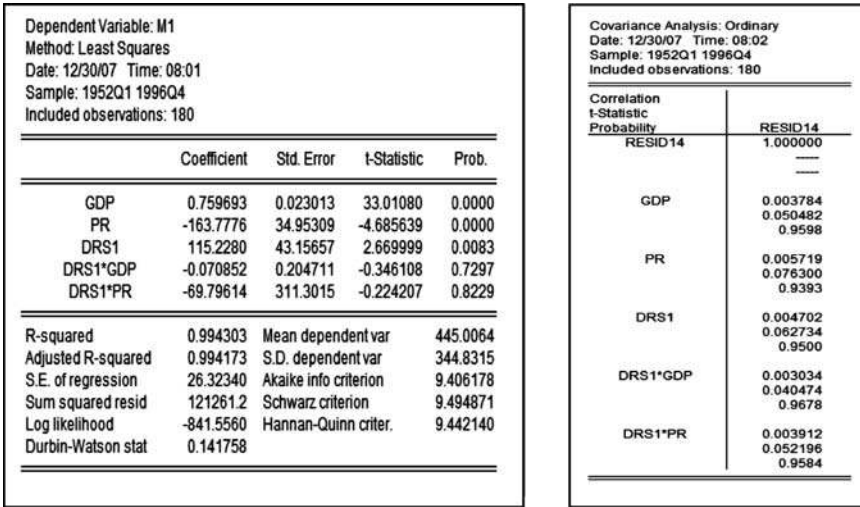 Dependent Variable: M1
Method: Least Squares
Date: 12/30/07 Time: 08:01
Sample: 1952Q1 1996Q4
Included observations: 180
Coefficient Std. Error t-Statistic Prob.
GDP 0.759693 0.023013 33.01080 0.0000
PR -163.7776 34.95309 -4.685639 0.0000
DRS1 115.2280 43.15657 2.669999 0.0083
DRS1*GDP -0.070852 0.204711 -0.346108 0.7297
DRS1*PR -69.79614 311.3015 -0.224207 0.8229
R-squared 0.994303 Mean dependent var 445.0064
Adjusted R-squared 0.994173 S.D. dependent var 344.8315
S.E. of regression 26.32340 Akaike info criterion 9.406178
Sum squared resid 121261.2 Schwarz criterion 9.494871
Log likelihood -841.5560 Hannan-Quinn criter. 9.442140
Durbin-Watson stat 0.141758
Covariance Analysis: Ordinary
Date: 12/30/07 Time: 08:02
Sample: 1952Q1 1996Q4
Included observations: 180
Correlation
t-Statistic
Probability RESID14
RESID14 1.000000
-----
-----
GDP 0.003784
0.050482
0.9598
PR 0.005719
0.076300
0.9393
DRS1 0.004702
0.062734
0.9500
DRS1*GDP 0.003034
0.040474
0.9678
DRS1*PR 0.003912
0.052196
0.9584